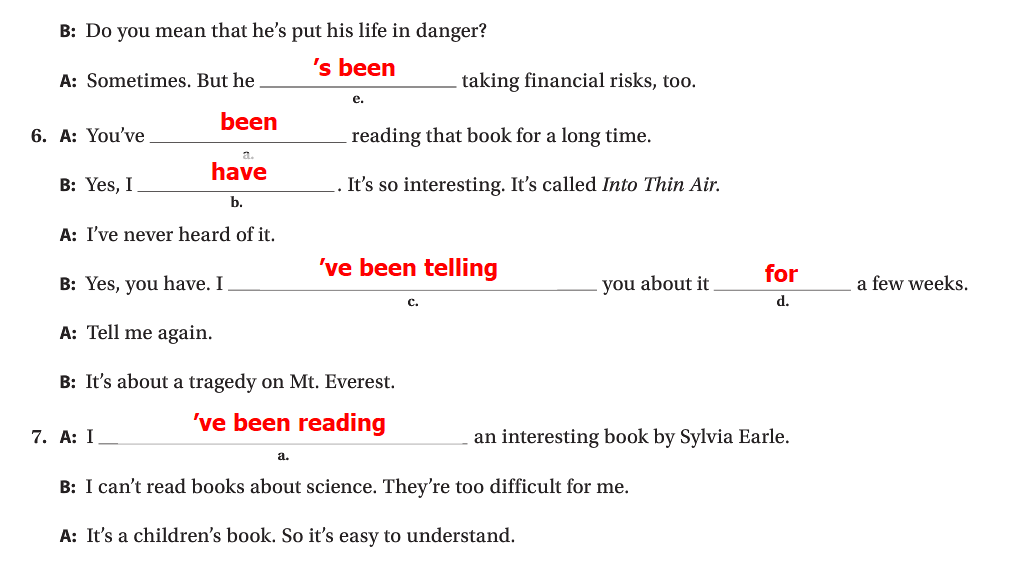 B: Do you mean that he’s put his life in danger?
A: Sometimes. But he ’s been taking financial risks, too.
e.
6. A: You’ve been reading that book for a long time.
a.
B: Yes, I have. It’s so interesting. It’s called Into Thin Air.
b.
A: I’ve never heard of it.
B: Yes, you have. I ’ve been telling you about it for a few weeks.
c. d.
A: Tell me again.
B: It’s about a tragedy on Mt. Everest.
7. A: I ’ve been reading an interesting book by Sylvia Earle.
a.
B: I can’t read books about science. They’re too difficult for me.
A: It’s a children’s book. So it’s easy to understand.